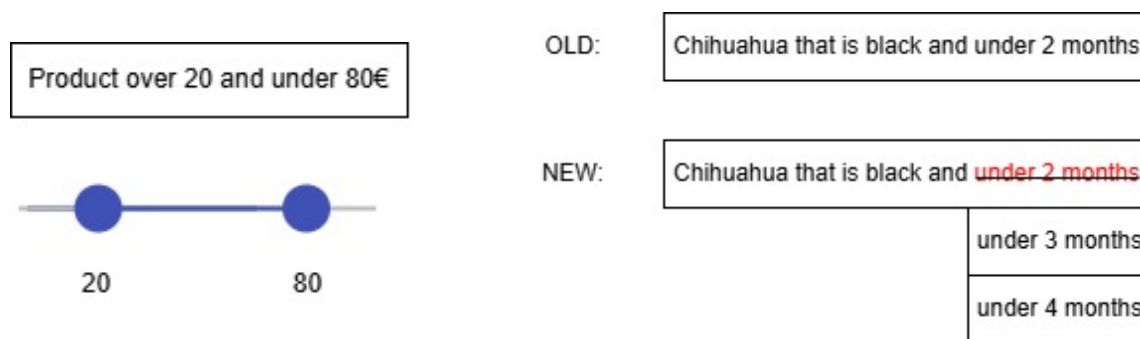 Product over 20 and under 80€
20 80
OLD: Chihuahua that is black and under 2 months
NEW: Chihuahua that is black and under 2 months
under 3 months
under 4 months